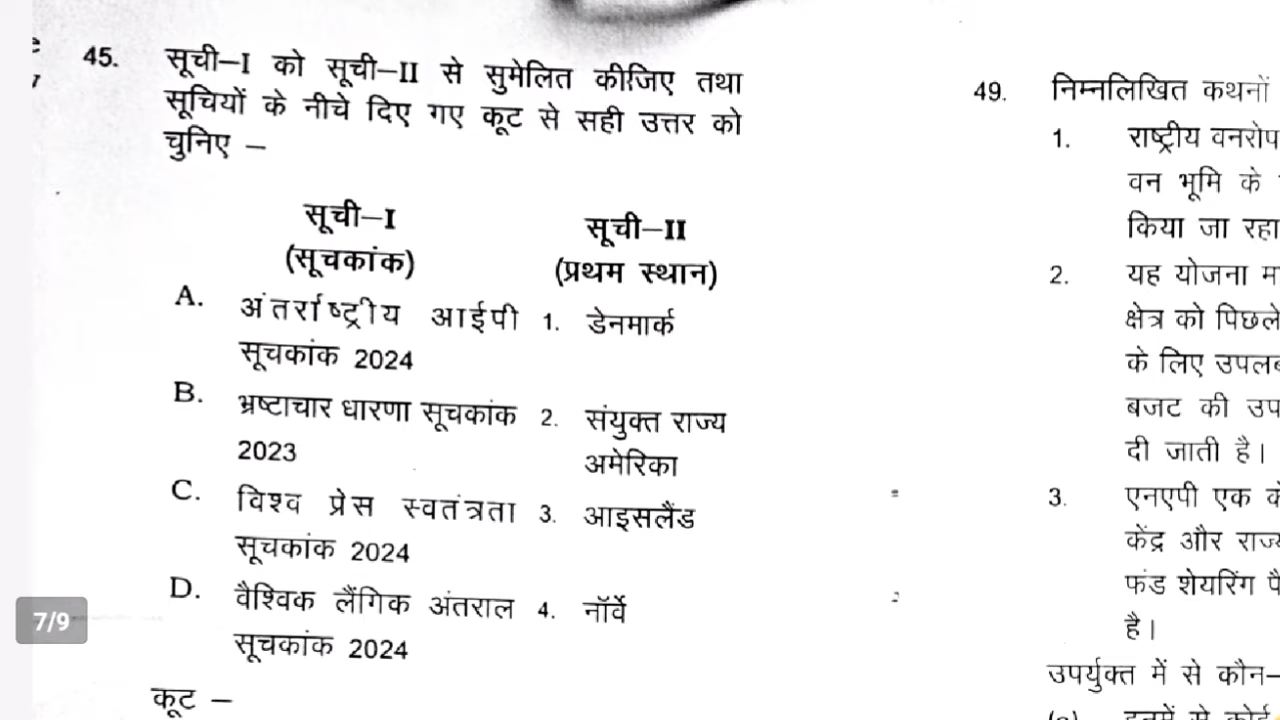 45. सूची–I को सूची–II से सुमेलित कीजिए तथा
सूचियों के नीचे दिए गए कूट से सही उत्तर को
चुनिए –
सूची–I
सूची–II
(सूचकांक)
(प्रथम स्थान)
A. अंतर्राष्ट्रीय आईपी 1. डेनमार्क
सूचकांक 2024
B. भ्रष्टाचार धारणा सूचकांक 2. संयुक्त राज्य
2023 अमेरिका
C. विश्व प्रेस स्वतंत्रता 3. आइसलैंड
सूचकांक 2024
D. वैश्विक लैंगिक अंतराल 4. नॉर्वे
सूचकांक 2024
कूट –
7/9
49. निम्नलिखित कथनों
1. राष्ट्रीय वनरोप
वन भूमि के
किया जा रहा
2. यह योजना
क्षेत्र को पिछले
के लिए
बजट की
दी जाती है।
3. एनएपी एक
केंद्र और राज्य
फंड शेयरिंग
है।
उपर्युक्त में से कौन–
(a) इनमें से कोई